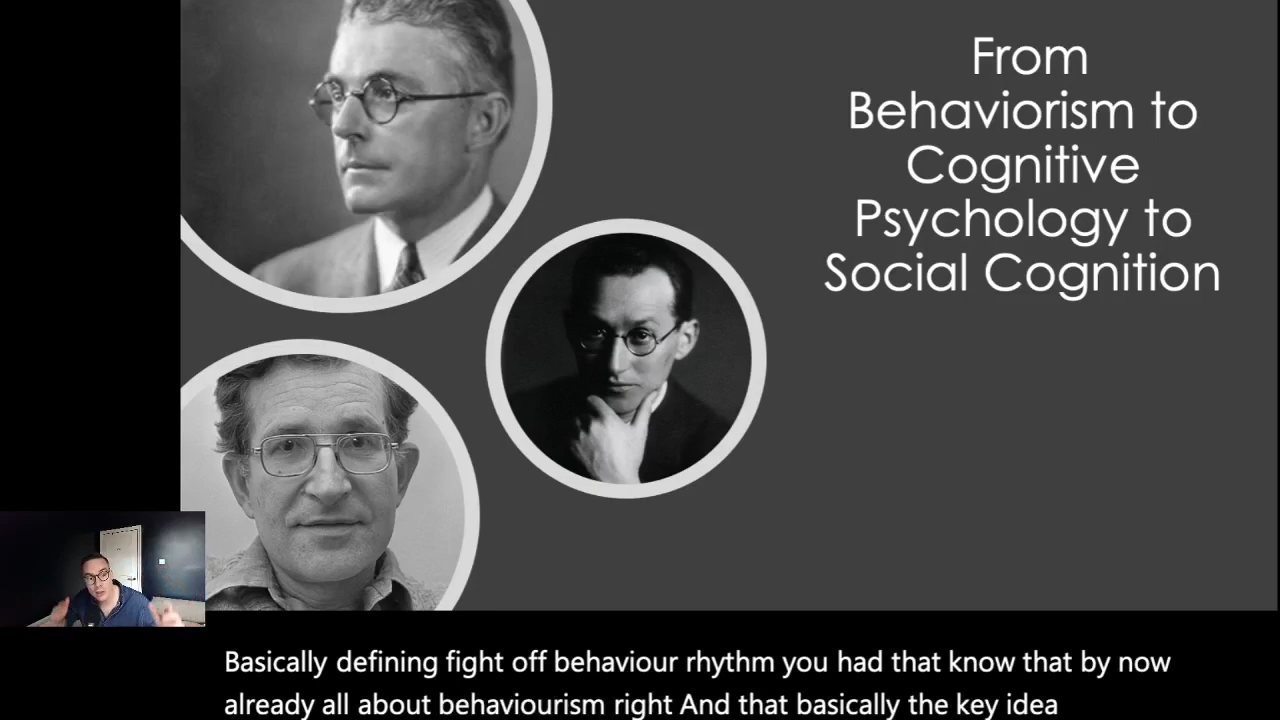 From
Behaviorism to
Cognitive
Psychology to
Social Cognition
Basically defining fight off behaviour rhythm you had that know that by now
already all about behaviourism right And that basically the key idea